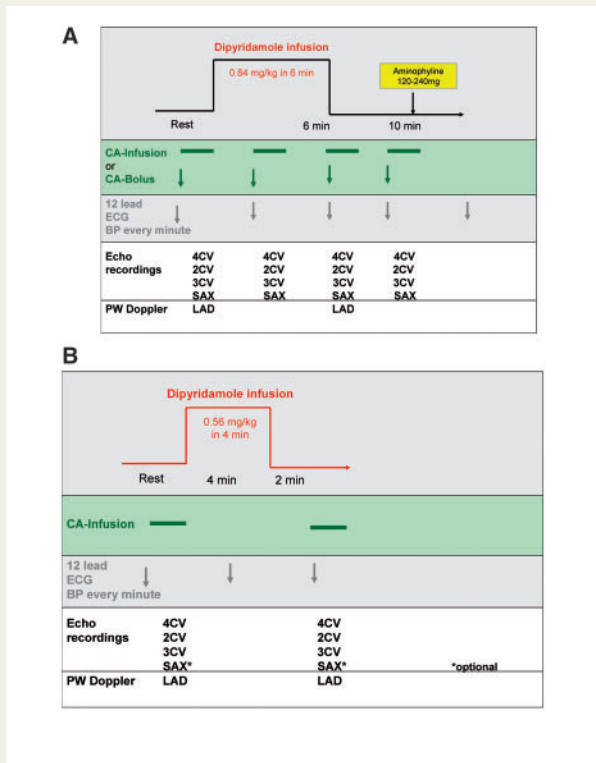 A
Dipyridamole infusion
0.84 mg/kg in 6 min
Aminophyline
120-240mg
Rest
6 min
10 min
CA-Infusion
or
CA-Bolus
12 lead
ECG
BP every minute
Echo 4CV 4CV 4CV 4CV
recordings 2CV 2CV 2CV 2CV
3CV 3CV 3CV 3CV
SAX SAX SAX SAX
PW Doppler LAD LAD
B
Dipyridamole infusion
0.56 mg/kg
in 4 min
Rest 4 min 2 min
CA-Infusion
12 lead
ECG
BP every minute
Echo 4CV 4CV
recordings 2CV 2CV
3CV 3CV
SAX* SAX* *optional
PW Doppler LAD LAD